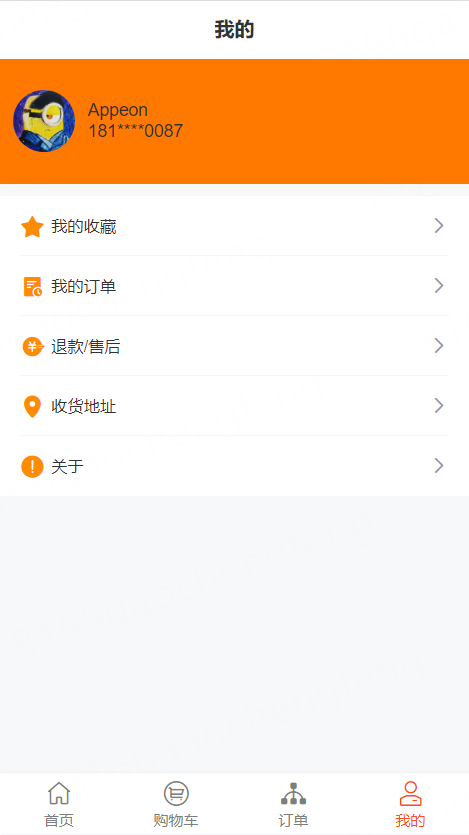 我的
Appeon
181****0087
我的收藏
我的订单
退款/售后
收货地址
关于
首页
购物车
订单
我的